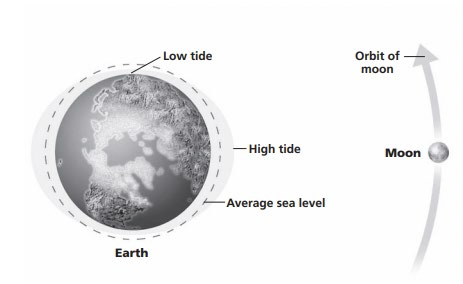 Low tide
Orbit of
moon
High tide
Moon
Average sea level
Earth